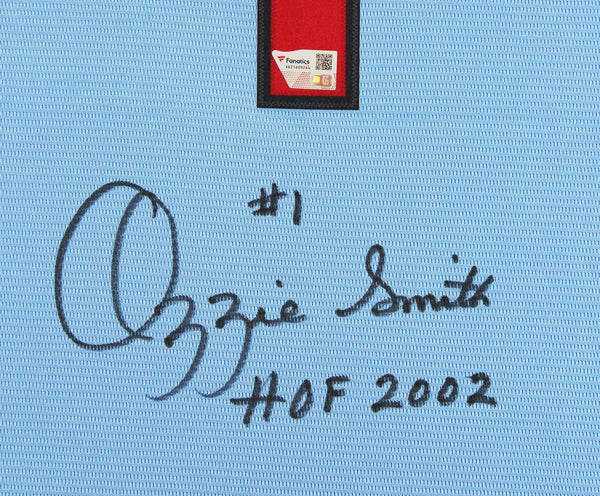 Fanatics
#1
Ozzie Smith
HOF 2002